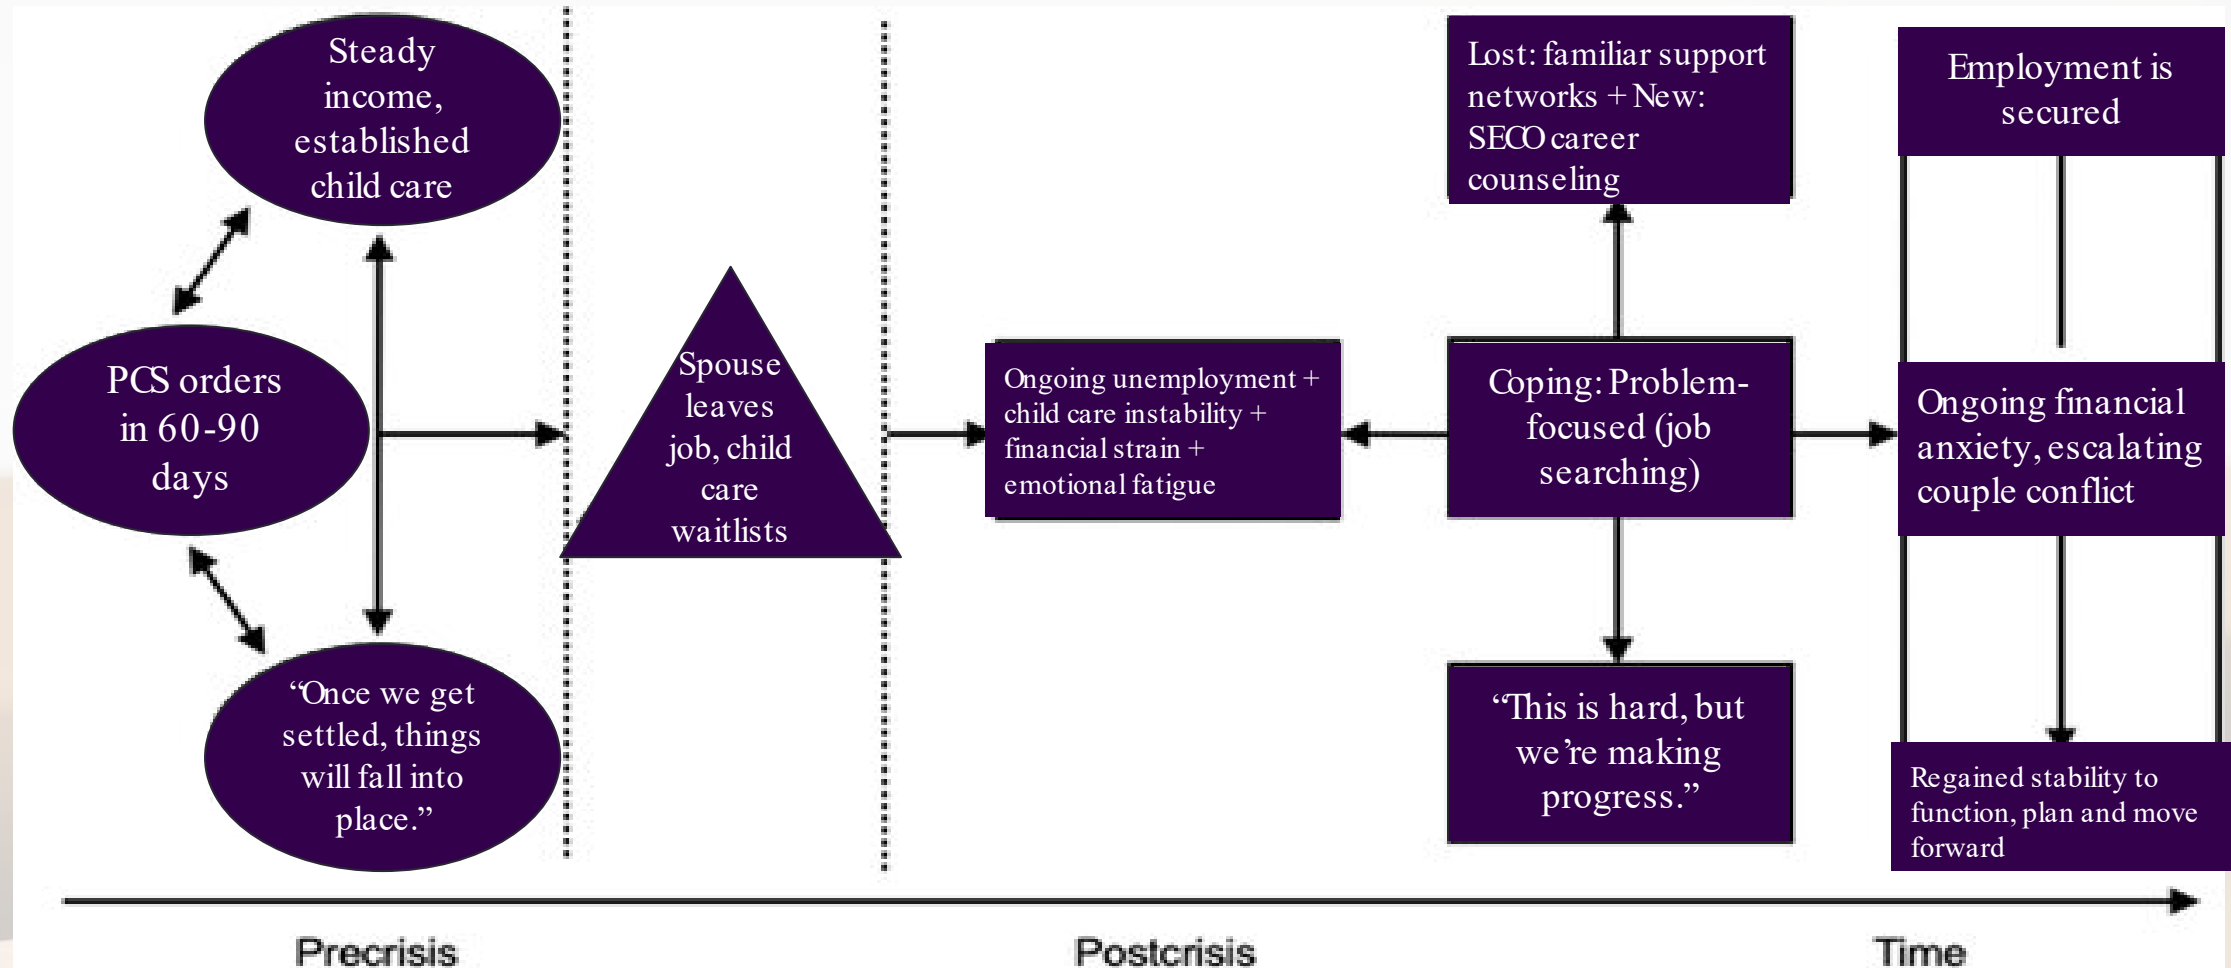 Steady
income,
established
child care
PCS orders
in 60-90
days
“Once we get
settled, things
will fall into
place.”
Spouse
leaves
job, child
care
waitlists
Ongoing unemployment +
child care instability +
financial strain +
emotional fatigue
Lost: familiar support
networks + New:
SECO career
counseling
Coping: Problem-
focused (job
searching)
“This is hard, but
we’re making
progress.”
Employment is
secured
Ongoing financial
anxiety, escalating
couple conflict
Regained stability to
function, plan and move
forward
Precrisis
Postcrisis
Time